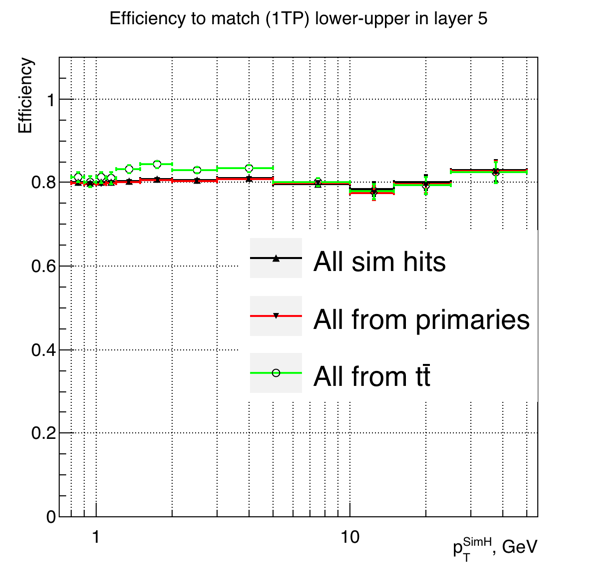 Efficiency to match (1TP) lower-upper in layer 5
Efficiency
1
0.8
0.6
0.4
0.2
0
All sim hits
All from primaries
All from tt̄
1
10
p_T^SimH, GeV